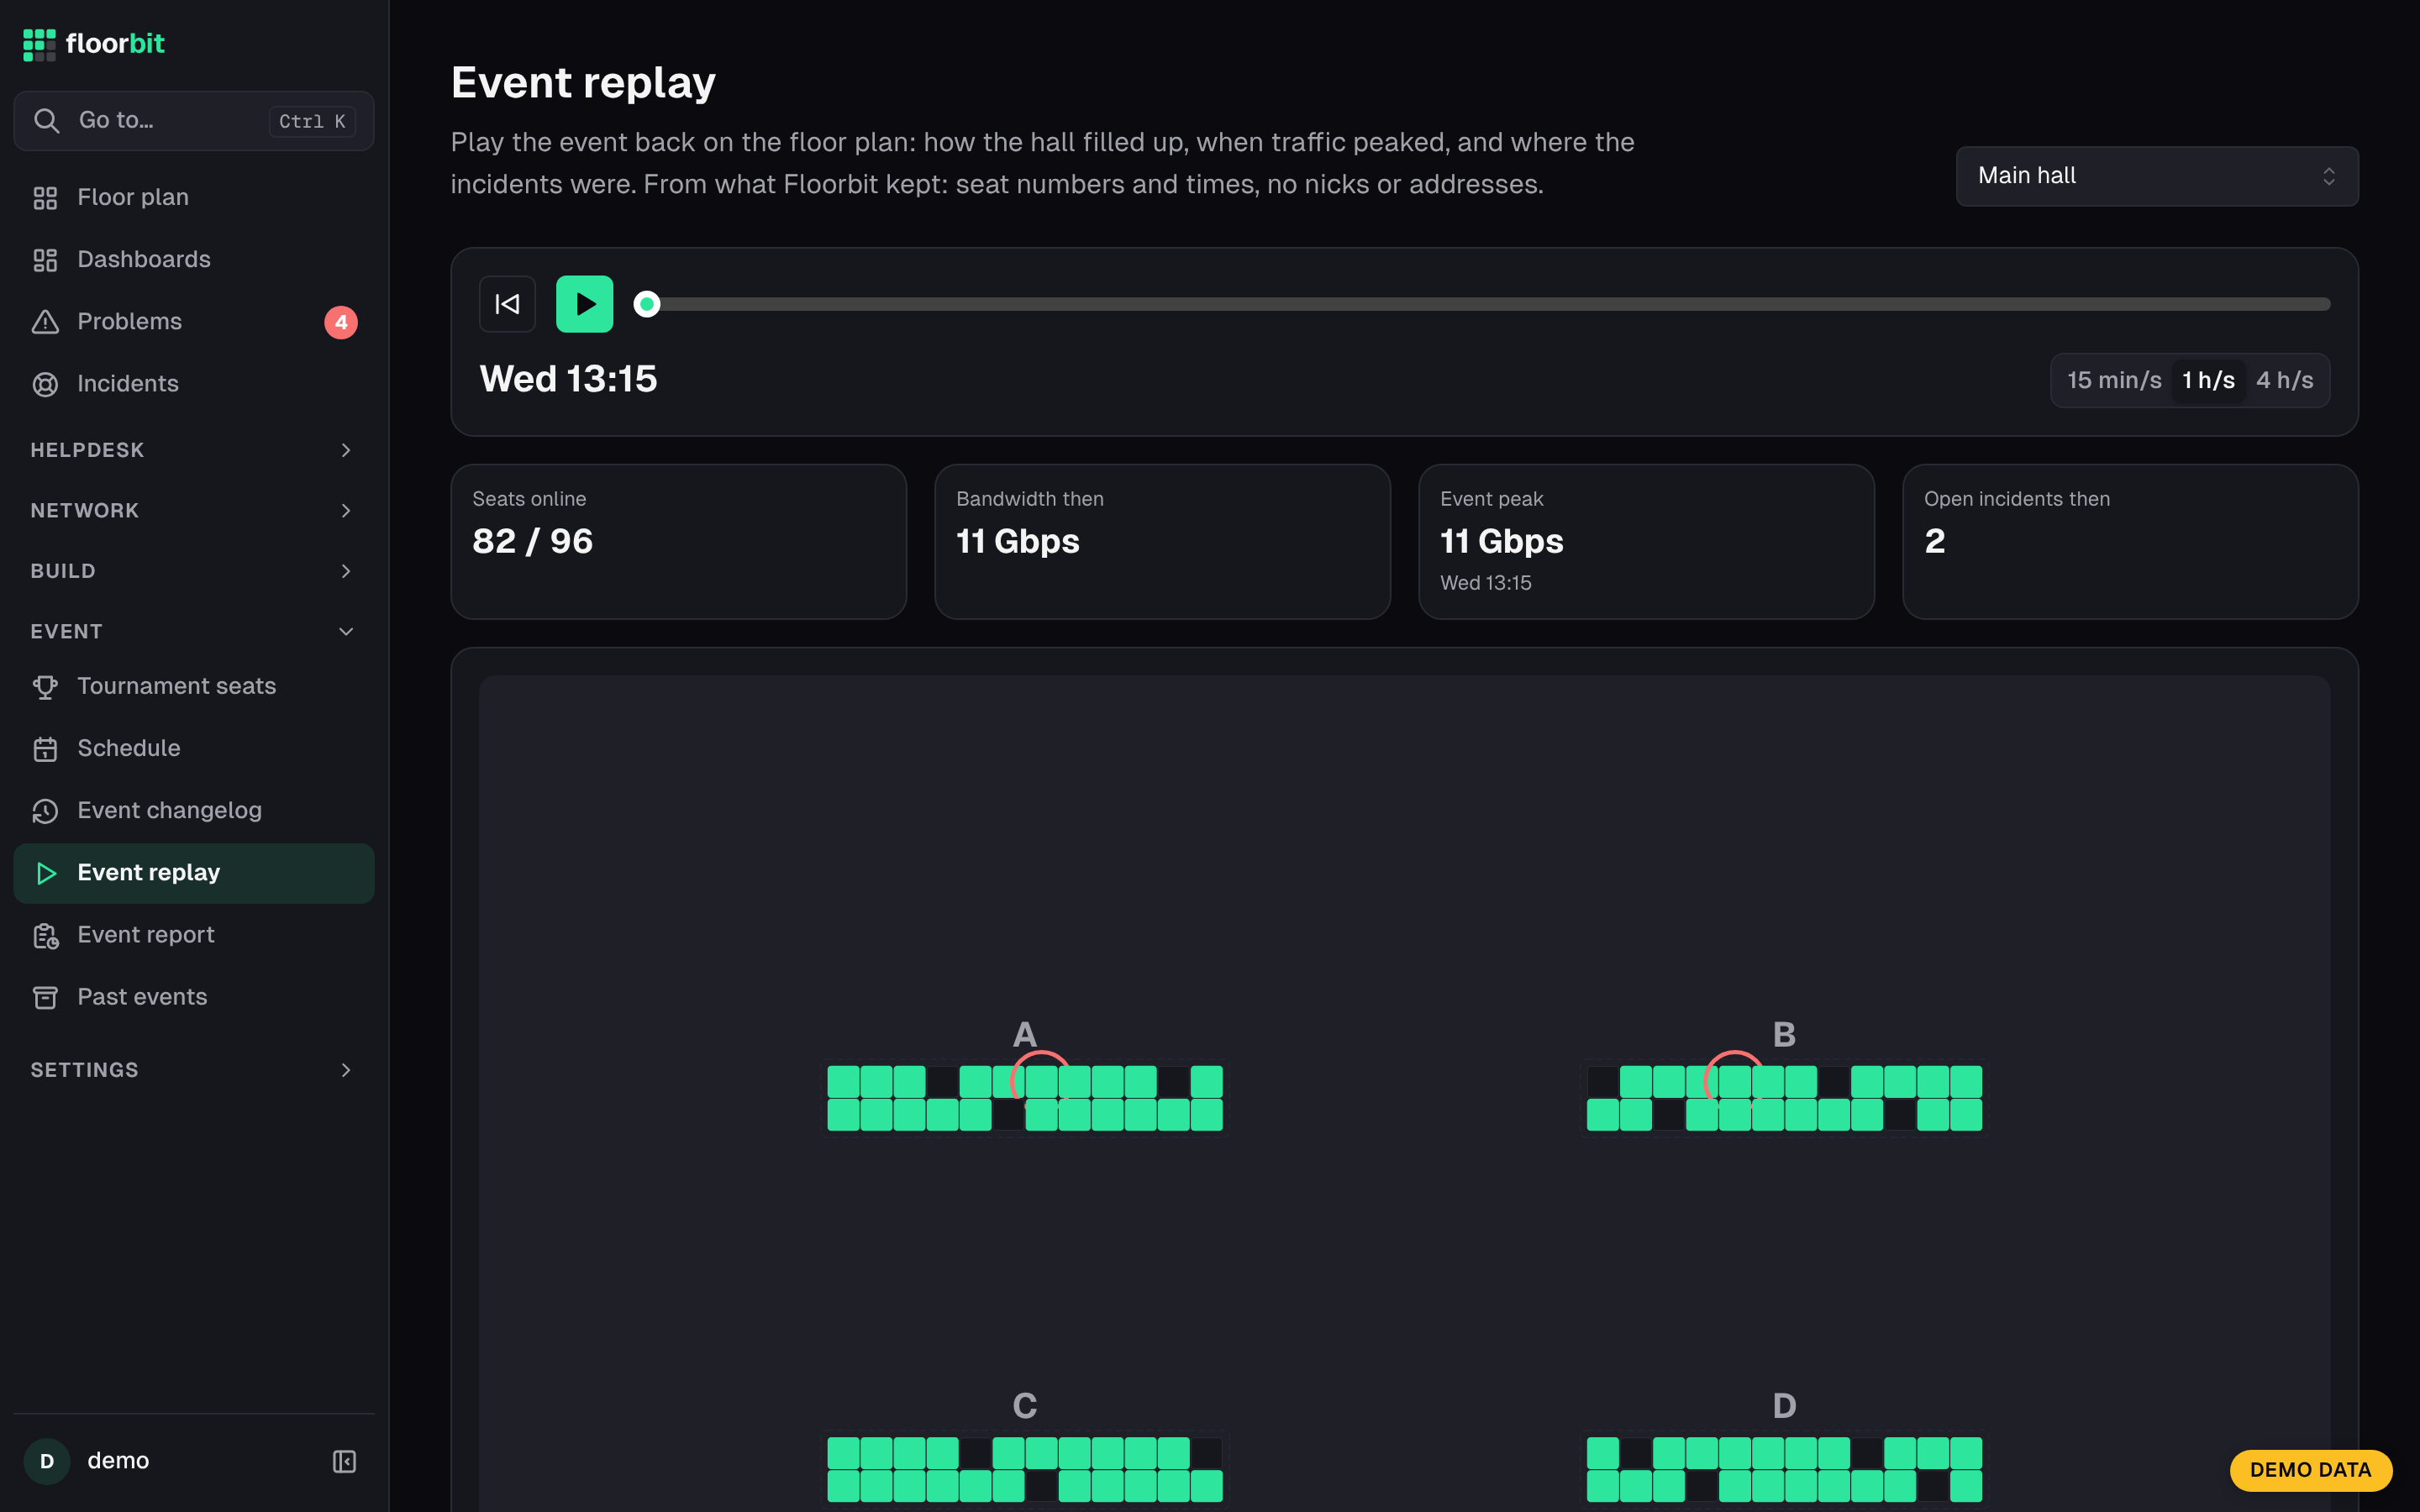 floorbit
Go to...
Ctrl K
Floor plan
Dashboards
Problems
4
Incidents
HELPDESK
NETWORK
BUILD
EVENT
Tournament seats
Schedule
Event changelog
Event replay
Event report
Past events
SETTINGS
D
demo
Event replay
Play the event back on the floor plan: how the hall filled up, when traffic peaked, and where the
incidents were. From what Floorbit kept: seat numbers and times, no nicks or addresses.
Main hall
Wed 13:15
15 min/s
1 h/s
4 h/s
Seats online
82 / 96
Bandwidth then
11 Gbps
Event peak
11 Gbps
Wed 13:15
Open incidents then
2
A
B
C
D
DEMO DATA